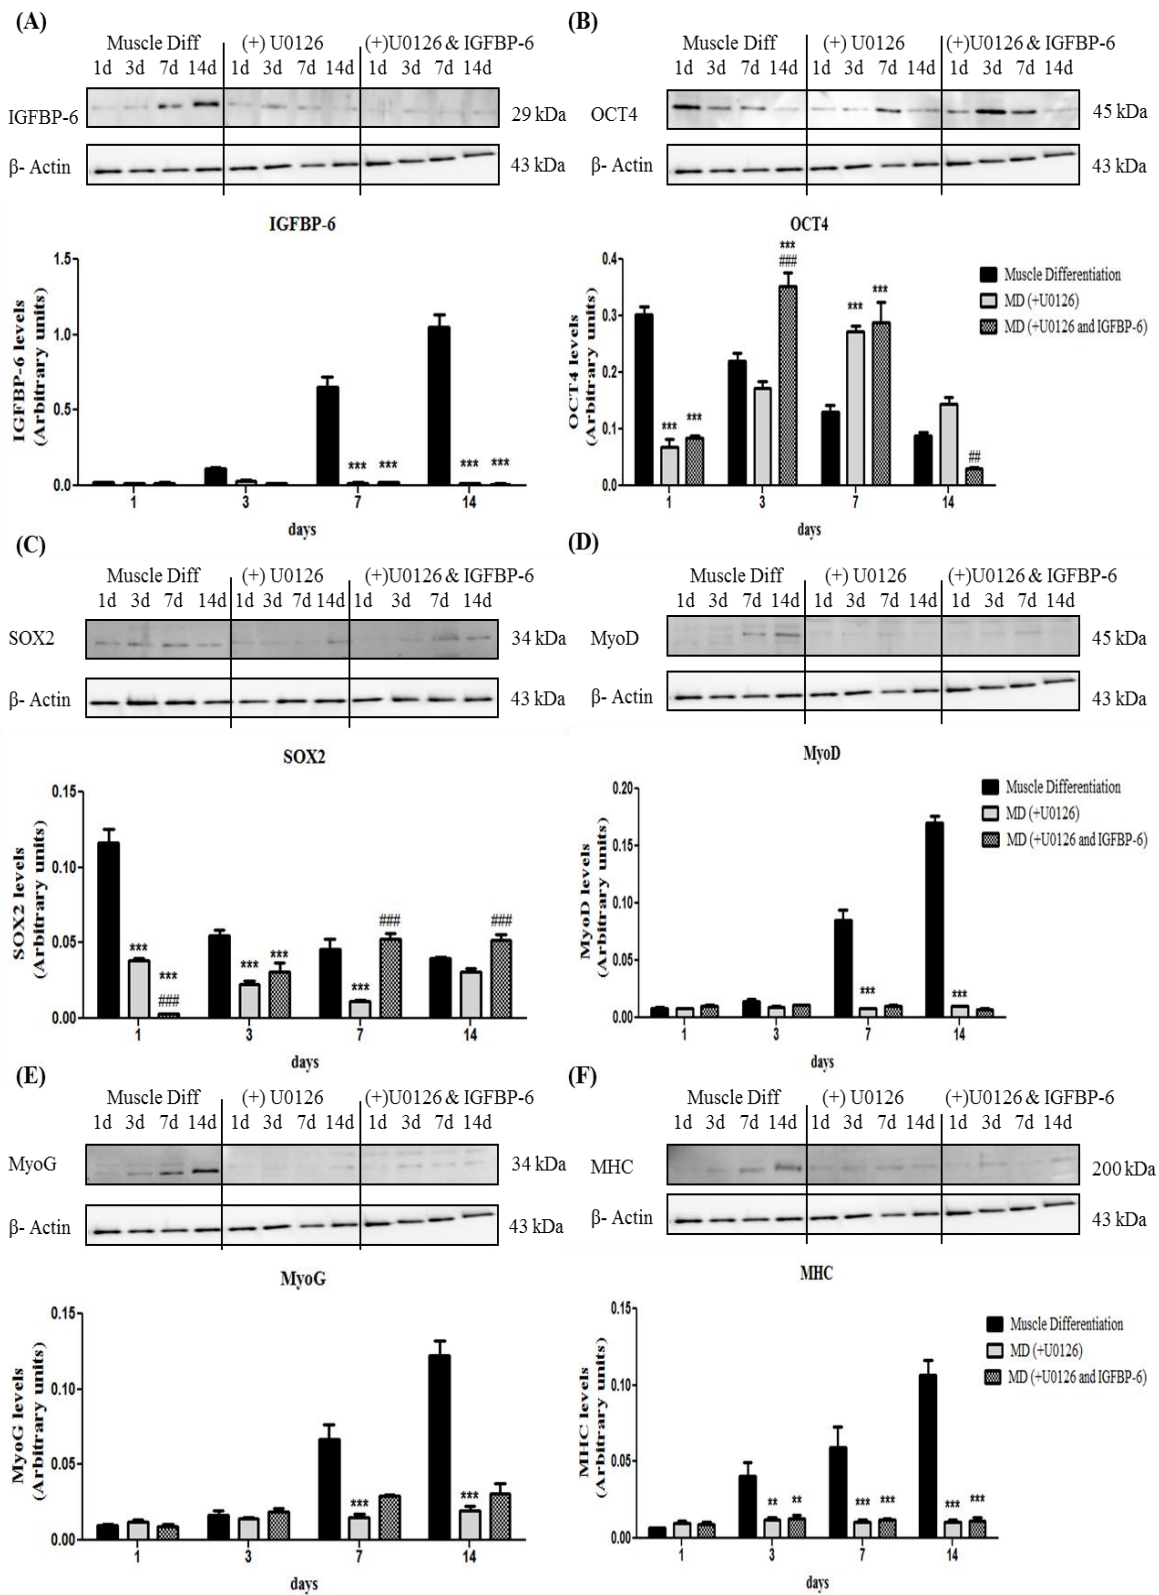 (A)
Muscle Diff (+) U0126 (+)U0126 & IGFBP-6
1d 3d 7d 14d 1d 3d 7d 14d 1d 3d 7d 14d
IGFBP-6 29 kDa
β- Actin 43 kDa
IGFBP-6
IGFBP-6 levels
(Arbitrary units)
1.5
1.0
0.5
0.0
*** *** *** ***
1 3 7 14
days
(B)
Muscle Diff (+) U0126 (+)U0126 & IGFBP-6
1d 3d 7d 14d 1d 3d 7d 14d 1d 3d 7d 14d
OCT4 45 kDa
β- Actin 43 kDa
OCT4
OCT4 levels
(Arbitrary units)
0.4
0.3
0.2
0.1
0.0
*** *** *** ### *** *** ##
1 3 7 14
days
Muscle Differentiation
MD (+U0126)
MD (+U0126 and IGFBP-6)
(C)
Muscle Diff (+) U0126 (+)U0126 & IGFBP-6
1d 3d 7d 14d 1d 3d 7d 14d 1d 3d 7d 14d
SOX2 34 kDa
β- Actin 43 kDa
SOX2
SOX2 levels
(Arbitrary units)
0.15
0.10
0.05
0.00
*** *** ### *** *** *** ### ###
1 3 7 14
days
(D)
Muscle Diff (+) U0126 (+)U0126 & IGFBP-6
1d 3d 7d 14d 1d 3d 7d 14d 1d 3d 7d 14d
MyoD 45 kDa
β- Actin 43 kDa
MyoD
MyoD levels
(Arbitrary units)
0.20
0.15
0.10
0.05
0.00
*** ***
1 3 7 14
days
Muscle Differentiation
MD (+U0126)
MD (+U0126 and IGFBP-6)
(E)
Muscle Diff (+) U0126 (+)U0126 & IGFBP-6
1d 3d 7d 14d 1d 3d 7d 14d 1d 3d 7d 14d
MyoG 34 kDa
β- Actin 43 kDa
MyoG
MyoG levels
(Arbitrary units)
0.15
0.10
0.05
0.00
*** ***
1 3 7 14
days
(F)
Muscle Diff (+) U0126 (+)U0126 & IGFBP-6
1d 3d 7d 14d 1d 3d 7d 14d 1d 3d 7d 14d
MHC 200 kDa
β- Actin 43 kDa
MHC
MHC levels
(Arbitrary units)
0.15
0.10
0.05
0.00
** ** *** *** *** ***
1 3 7 14
days
Muscle Differentiation
MD (+U0126)
MD (+U0126 and IGFBP-6)